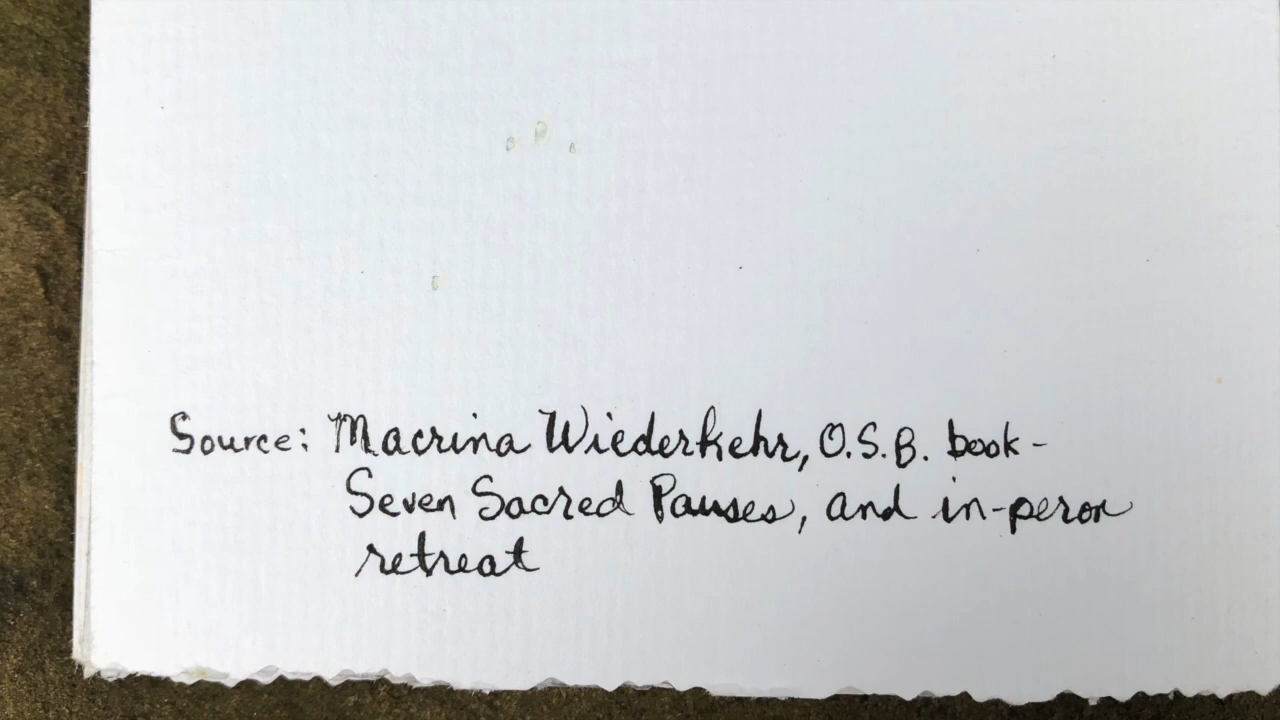 Source: Macrina Wiederkehr, O.S.B. book-
Seven Sacred Pauses, and in-peron
retreat